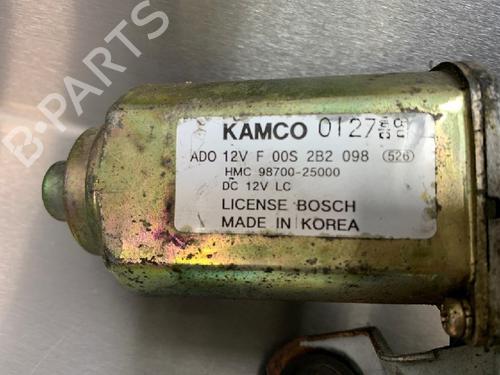 KAMCO 0127
ADO 12V F 00S 2B2 098 526
HMC 98700-25000
DC 12V LC
LICENSE BOSCH
MADE IN KOREA